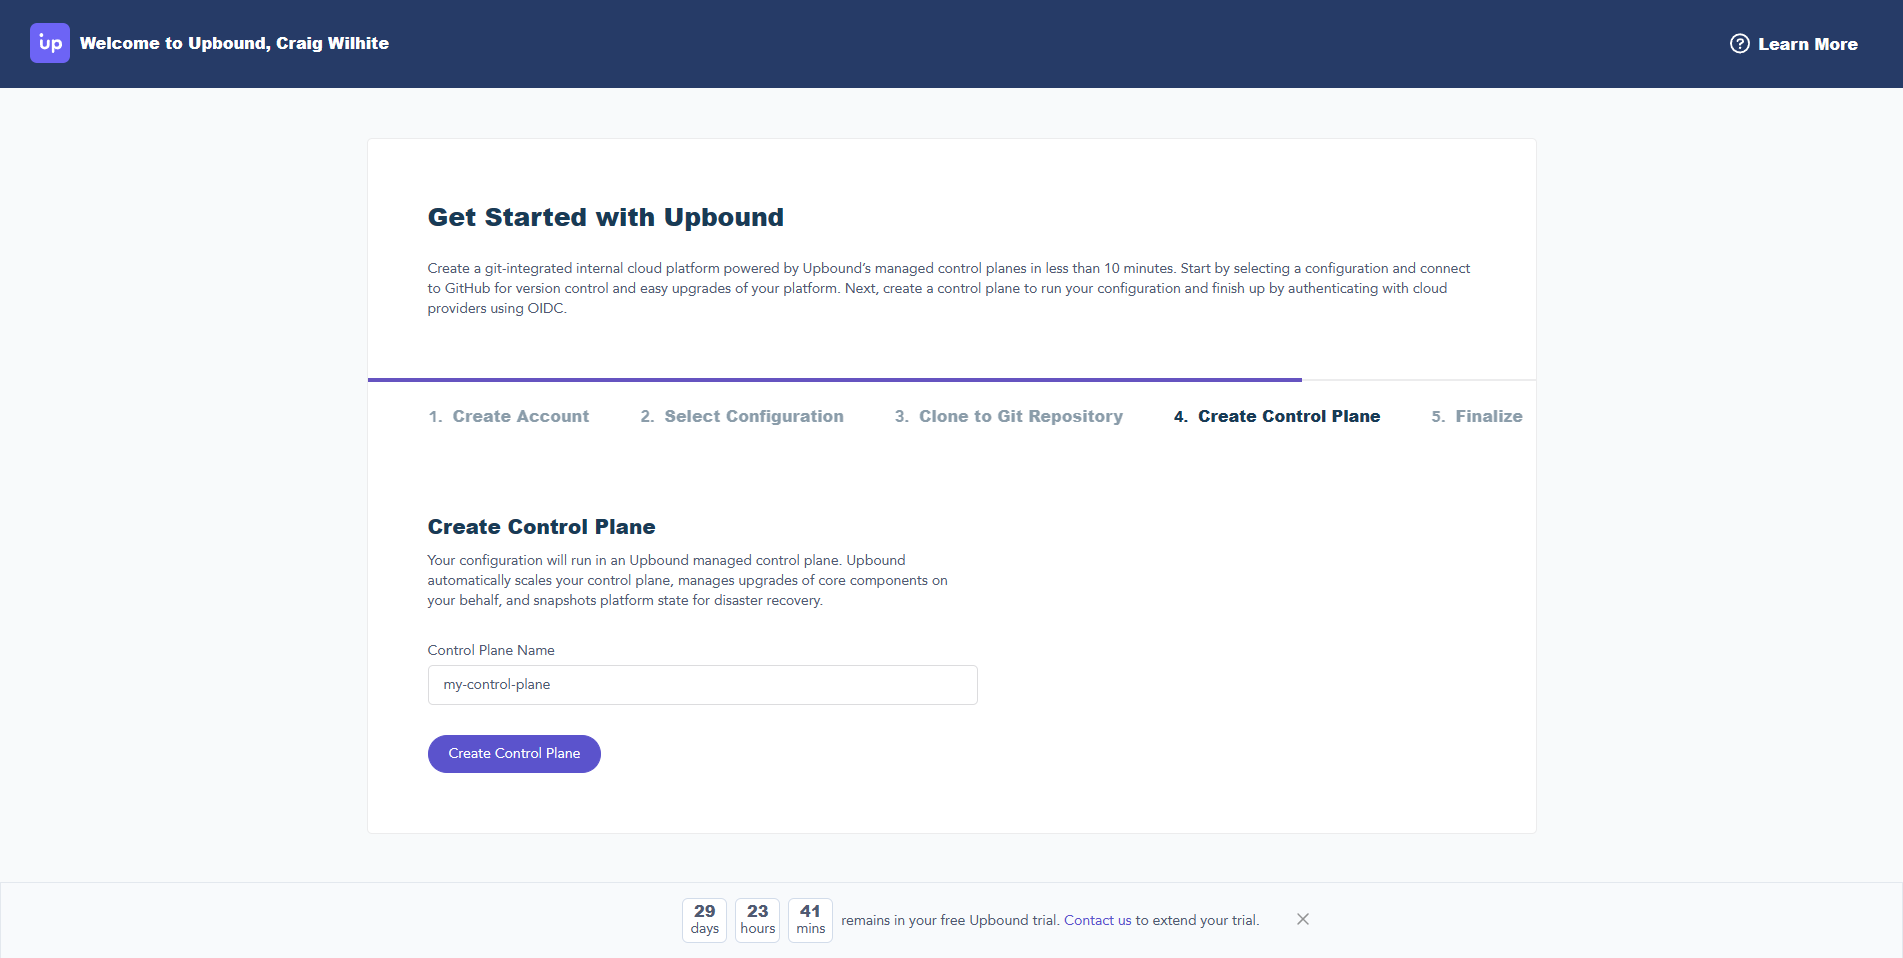 up Welcome to Upbound, Craig Wilhite
Learn More
Get Started with Upbound
Create a git-integrated internal cloud platform powered by Upbound’s managed control planes in less than 10 minutes. Start by selecting a configuration and connect
to GitHub for version control and easy upgrades of your platform. Next, create a control plane to run your configuration and finish up by authenticating with cloud
providers using OIDC.
1. Create Account 2. Select Configuration 3. Clone to Git Repository 4. Create Control Plane 5. Finalize
Create Control Plane
Your configuration will run in an Upbound managed control plane. Upbound
automatically scales your control plane, manages upgrades of core components on
your behalf, and snapshots platform state for disaster recovery.
Control Plane Name
my-control-plane
Create Control Plane
29 days 23 hours 41 mins remains in your free Upbound trial. Contact us to extend your trial.